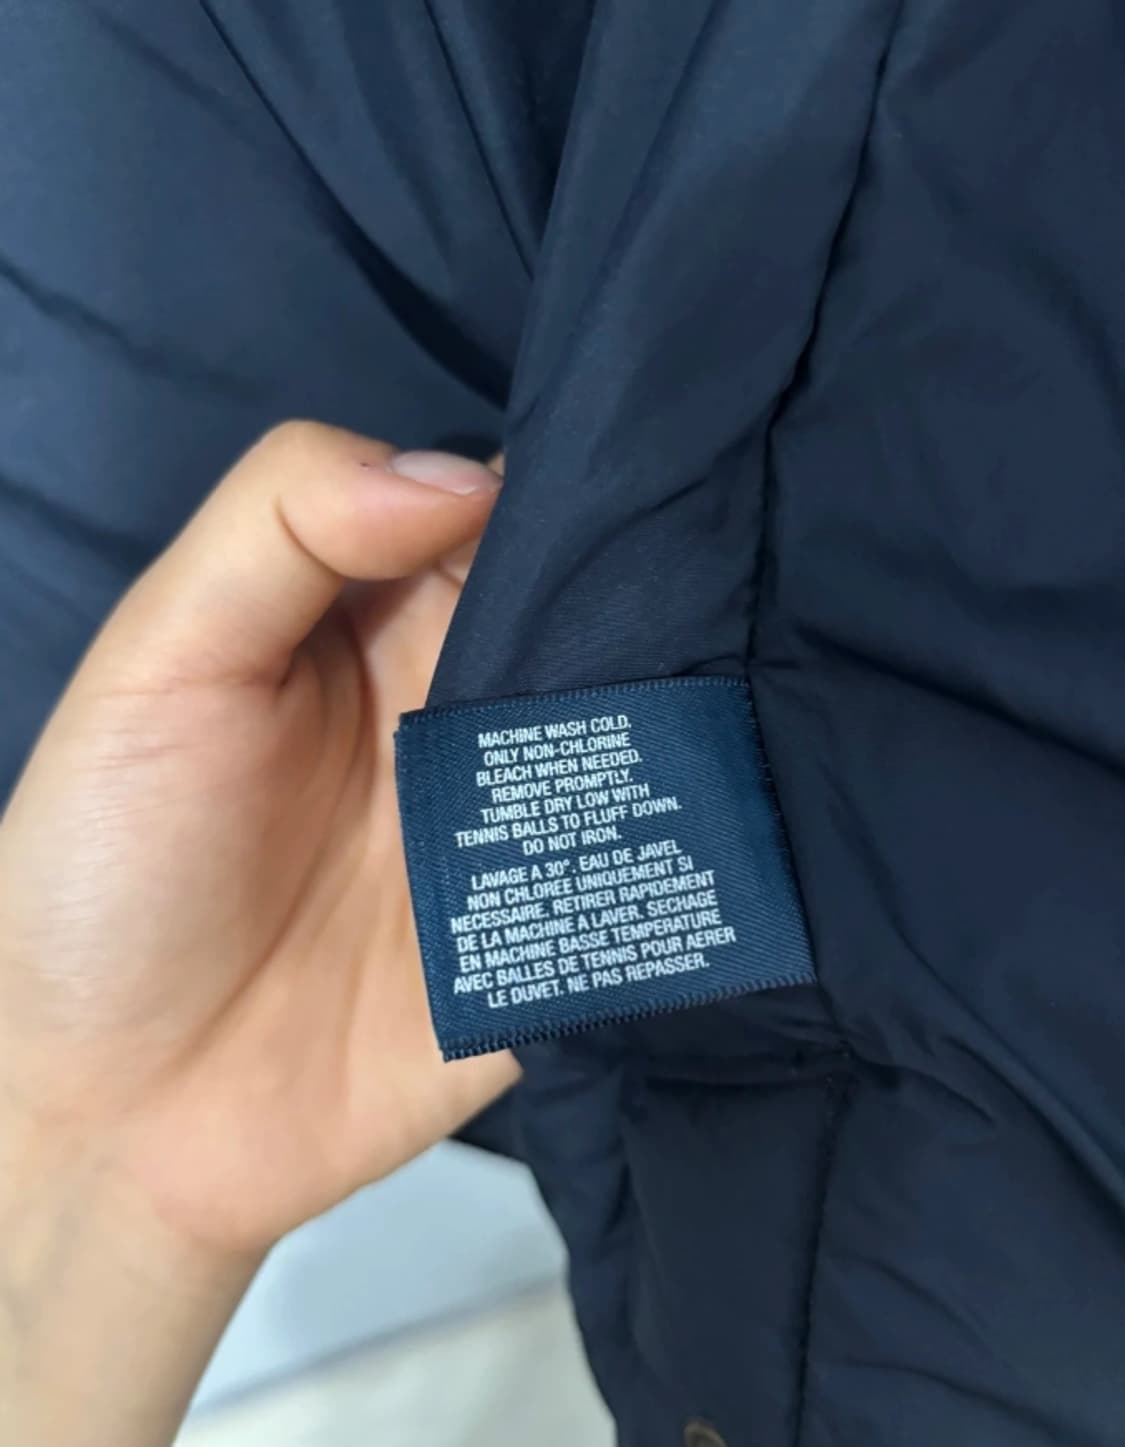 MACHINE WASH COLD.
ONLY NON-CHLORINE
BLEACH WHEN NEEDED.
REMOVE PROMPTLY.
TUMBLE DRY LOW WITH
TENNIS BALLS TO FLUFF DOWN.
DO NOT IRON.
LAVAGE A 30°. EAU DE JAVEL
NON CHLOREE UNIQUEMENT SI
NECESSAIRE. RETIRER RAPIDEMENT
DE LA MACHINE A LAVER. SECHAGE
EN MACHINE BASSE TEMPERATURE
AVEC BALLES DE TENNIS POUR AERER
LE DUVET. NE PAS REPASSER.